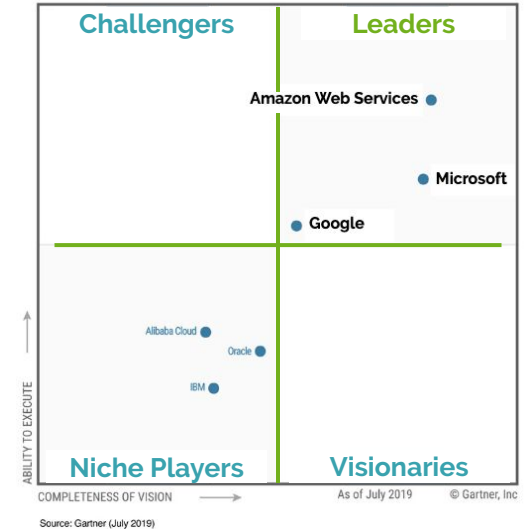 Challengers
Leaders
Amazon Web Services
Microsoft
Google
Alibaba Cloud
Oracle
IBM
ABILITY TO EXECUTE
Niche Players
Visionaries
COMPLETENESS OF VISION
As of July 2019
© Gartner, Inc
Source: Gartner (July 2019)